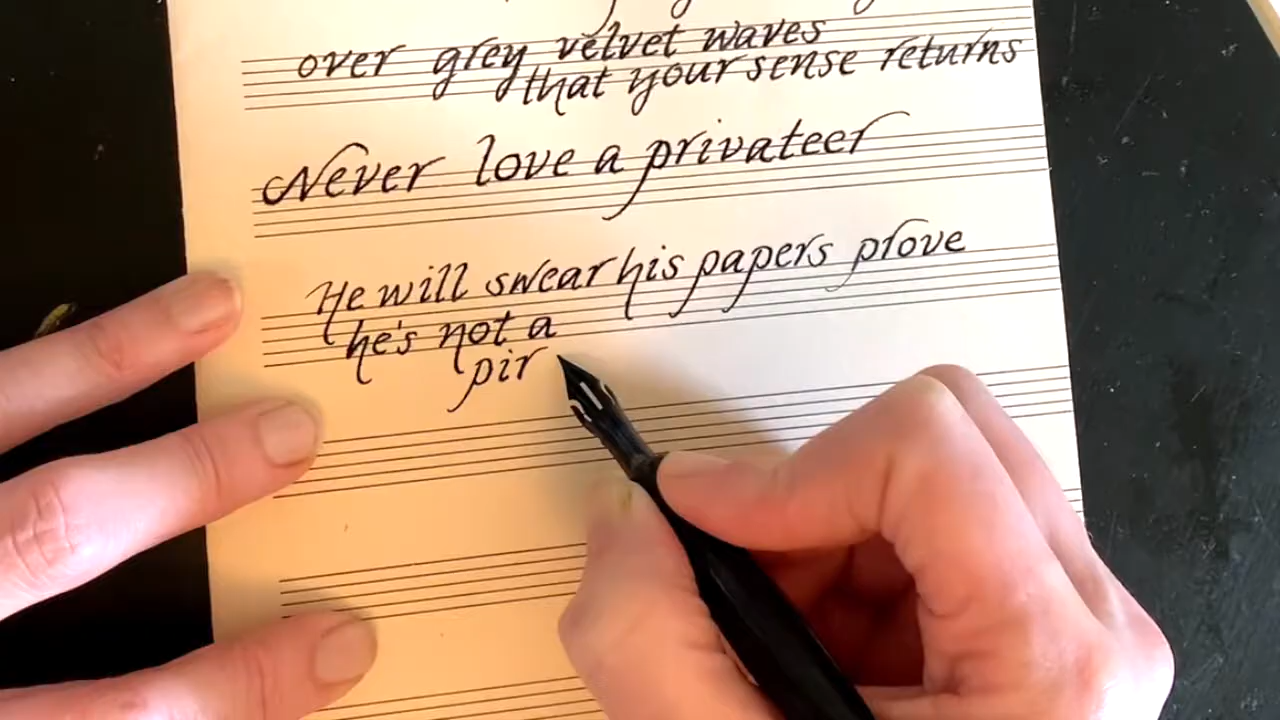 over grey velvet waves
that your sense returns
Never love a privateer
He will swear his papers prove
he's not a
pir